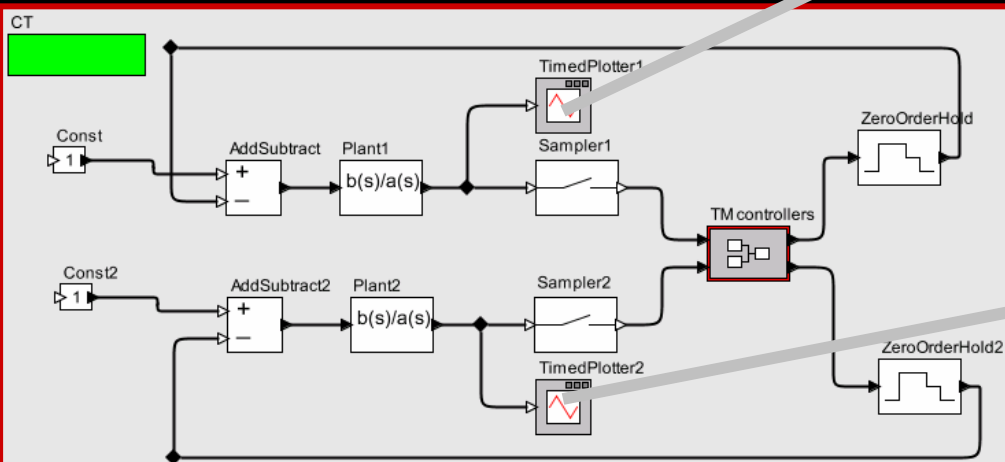 CT
TimedPlotter1
ZeroOrderHold
Const
1
AddSubtract
+
−
Plant1
b(s)/a(s)
Sampler1
TM controllers
Const2
1
AddSubtract2
+
−
Plant2
b(s)/a(s)
Sampler2
TimedPlotter2
ZeroOrderHold2